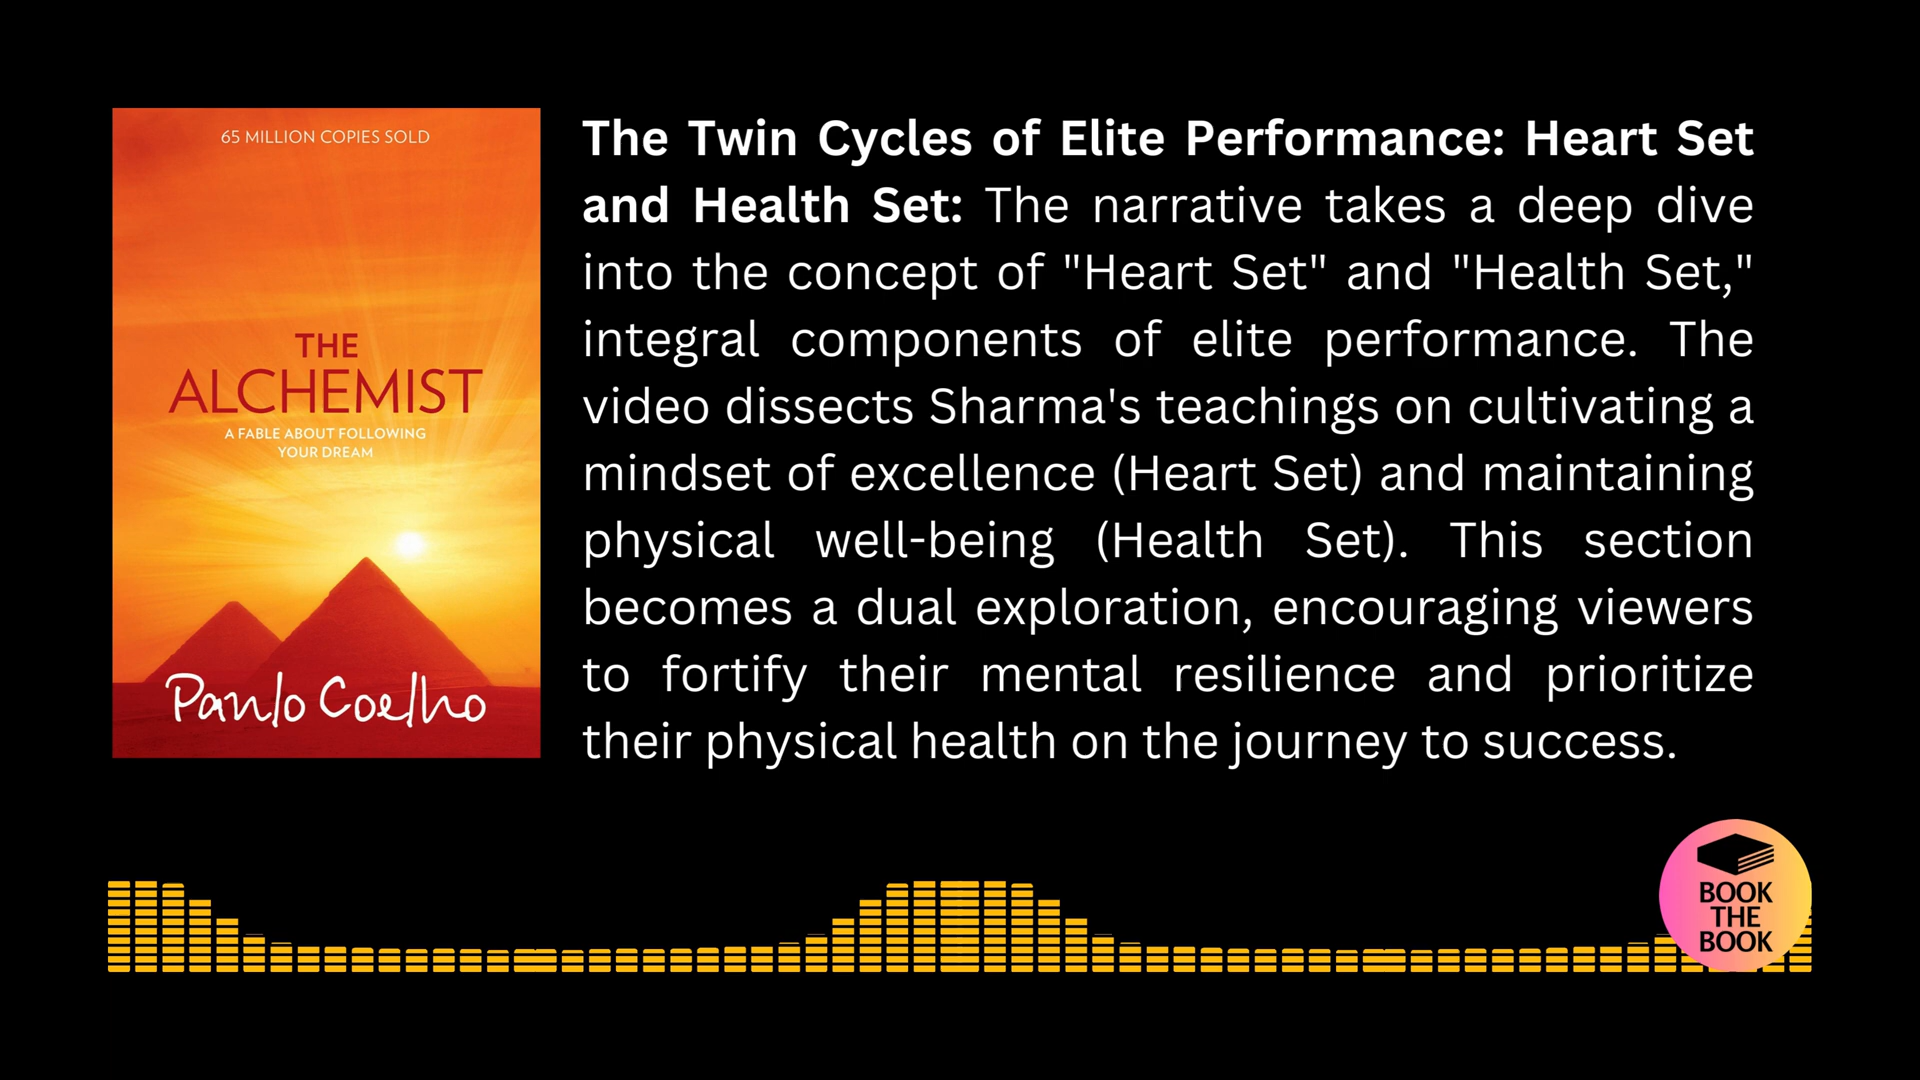 65 MILLION COPIES SOLD
THE
ALCHEMIST
A FABLE ABOUT FOLLOWING
YOUR DREAM
Paulo Coelho
The Twin Cycles of Elite Performance: Heart Set
and Health Set: The narrative takes a deep dive
into the concept of "Heart Set" and "Health Set,"
integral components of elite performance. The
video dissects Sharma's teachings on cultivating a
mindset of excellence (Heart Set) and maintaining
physical well-being (Health Set). This section
becomes a dual exploration, encouraging viewers
to fortify their mental resilience and prioritize
their physical health on the journey to success.
BOOK
THE
BOOK